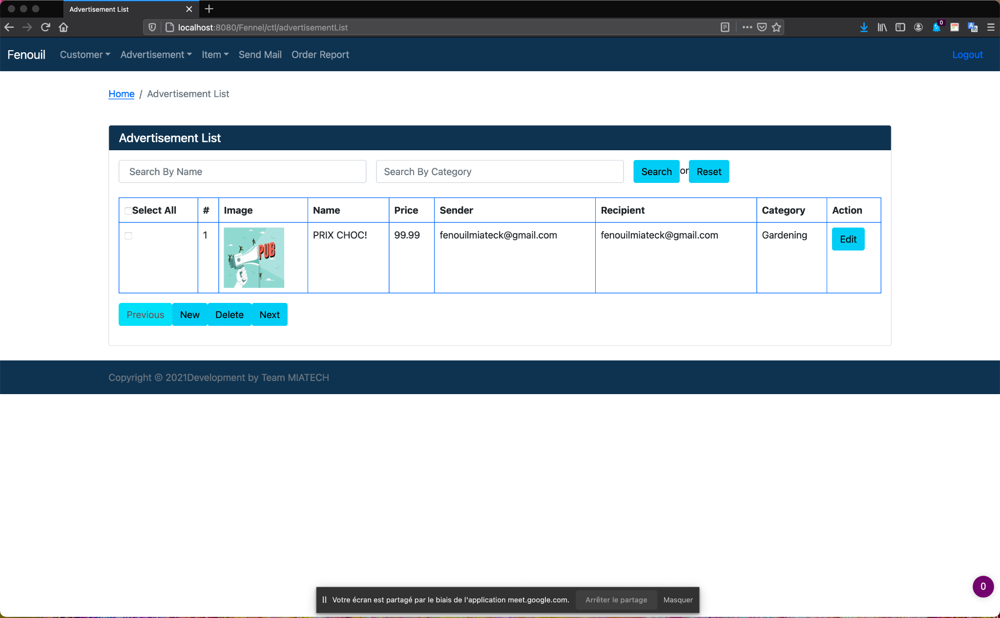 Advertisement List
localhost:8080/Fennel/ctl/advertisementList
0
Fenouil Customer Advertisement Item Send Mail Order Report Logout
Home / Advertisement List
Advertisement List
Search By Name Search By Category Search or Reset
Select All # Image Name Price Sender Recipient Category Action
1 PUB PRIX CHOC! 99.99 fenouilmiateck@gmail.com fenouilmiateck@gmail.com Gardening Edit
Previous New Delete Next
Copyright © 2021Development by Team MIATECH
0
Votre écran est partagé par le biais de l'application meet.google.com. Arrêter le partage Masquer